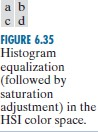 a b
c d
FIGURE 6.35
Histogram
equalization
(followed by
saturation
adjustment) in the
HSI color space.